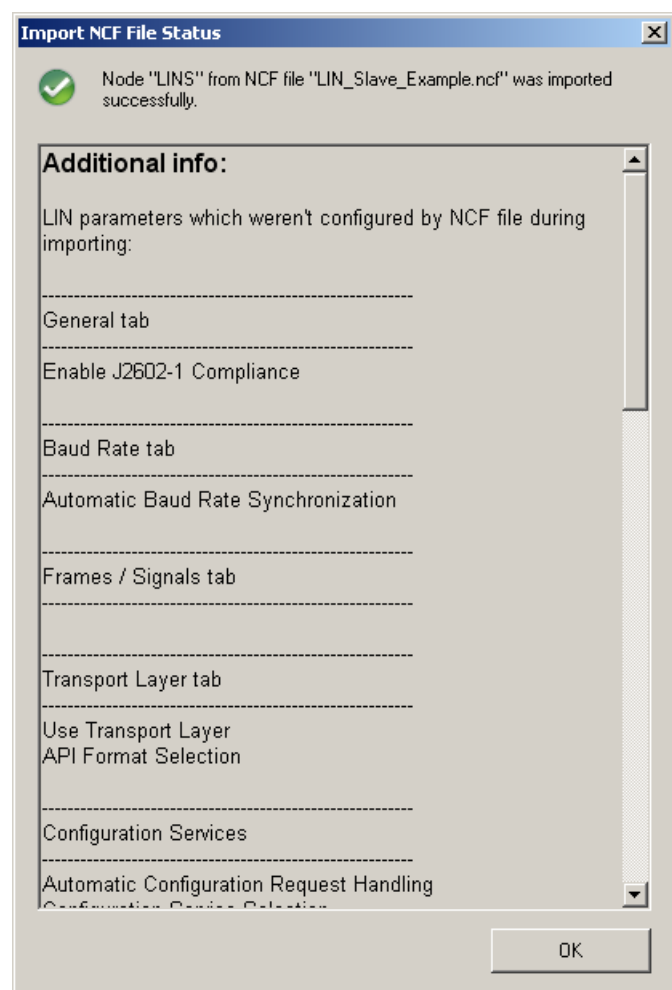 Import NCF File Status
Node "LINS" from NCF file "LIN_Slave_Example.ncf" was imported
successfully.
Additional info:
LIN parameters which weren't configured by NCF file during
importing:
----------------------------------------------------------
General tab
----------------------------------------------------------
Enable J2602-1 Compliance
----------------------------------------------------------
Baud Rate tab
----------------------------------------------------------
Automatic Baud Rate Synchronization
----------------------------------------------------------
Frames / Signals tab
----------------------------------------------------------
----------------------------------------------------------
Transport Layer tab
----------------------------------------------------------
Use Transport Layer
API Format Selection
----------------------------------------------------------
Configuration Services
----------------------------------------------------------
Automatic Configuration Request Handling
Configuration Service Selection
OK